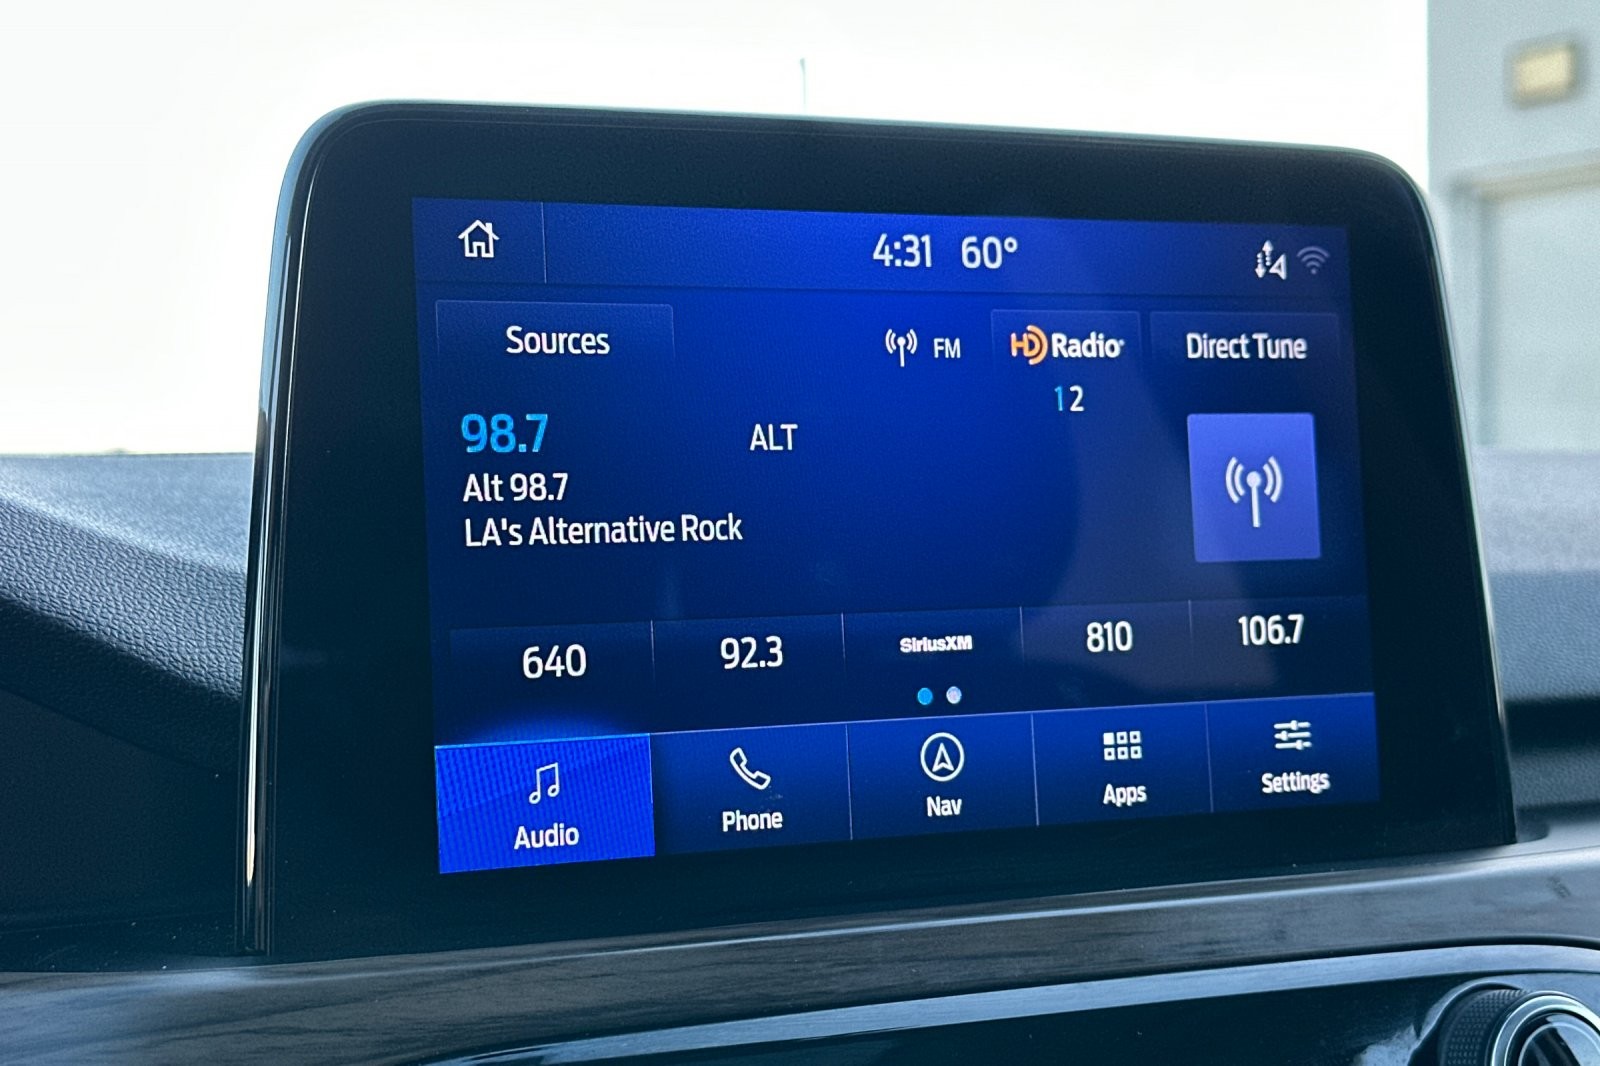 4:31 60°
Sources FM HD Radio Direct Tune
1 2
98.7 ALT
Alt 98.7
LA's Alternative Rock
640 92.3 SiriusXM 810 106.7
Audio Phone Nav Apps Settings